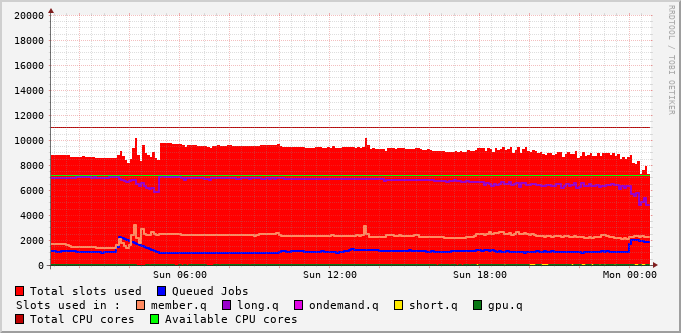 RRDTOOL / TOBI OETIKER
20000
18000
16000
14000
12000
10000
8000
6000
4000
2000
0
Sun 06:00 Sun 12:00 Sun 18:00 Mon 00:00
Total slots used Queued Jobs
Slots used in : member.q long.q ondemand.q short.q gpu.q
Total CPU cores Available CPU cores